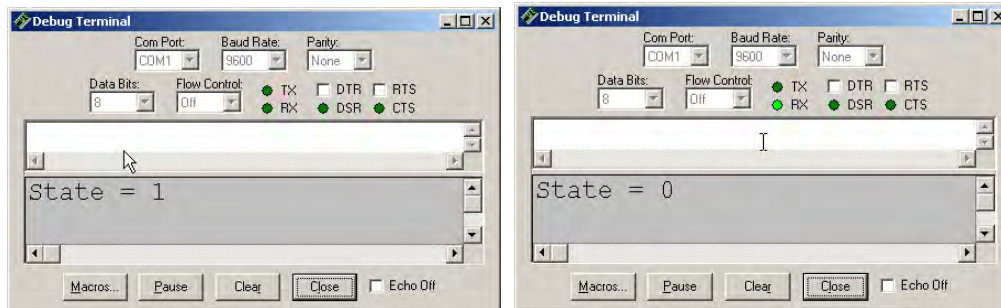 Debug Terminal
Com Port: Baud Rate: Parity:
COM1 9600 None
Data Bits: Flow Control: TX DTR RTS
8 Off RX DSR CTS
State = 1
Macros... Pause Clear Close Echo Off
Debug Terminal
Com Port: Baud Rate: Parity:
COM1 9600 None
Data Bits: Flow Control: TX DTR RTS
8 Off RX DSR CTS
State = 0
Macros... Pause Clear Close Echo Off